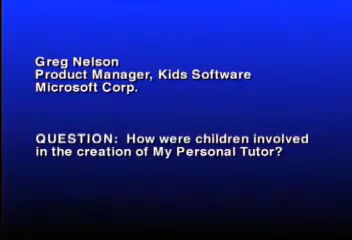 Greg Nelson
Product Manager, Kids Software
Microsoft Corp.
QUESTION: How were children involved
in the creation of My Personal Tutor?